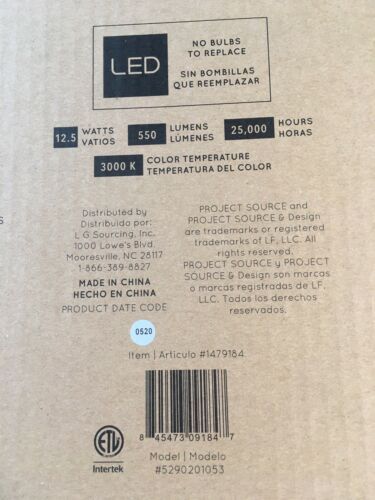 LED
NO BULBS
TO REPLACE
SIN BOMBILLAS
QUE REEMPLAZAR
12.5 WATTS VATIOS
550 LUMENS LÚMENES
25,000 HOURS HORAS
3000 K COLOR TEMPERATURE
TEMPERATURA DEL COLOR
Distributed by
Distribuido por:
L G Sourcing, Inc.
1000 Lowe's Blvd.
Mooresville, NC 28117
1-866-389-8827
MADE IN CHINA
HECHO EN CHINA
PRODUCT DATE CODE
0520
PROJECT SOURCE and
PROJECT SOURCE & Design
are trademarks or registered
trademarks of LF, LLC. All
rights reserved.
PROJECT SOURCE y PROJECT
SOURCE & Design son marcas
o marcas registradas de LF,
LLC. Todos los derechos
reservados.
Item | Artículo #1479184
8 45473 09184 7
ETL
Intertek
Model | Modelo
#5290201053